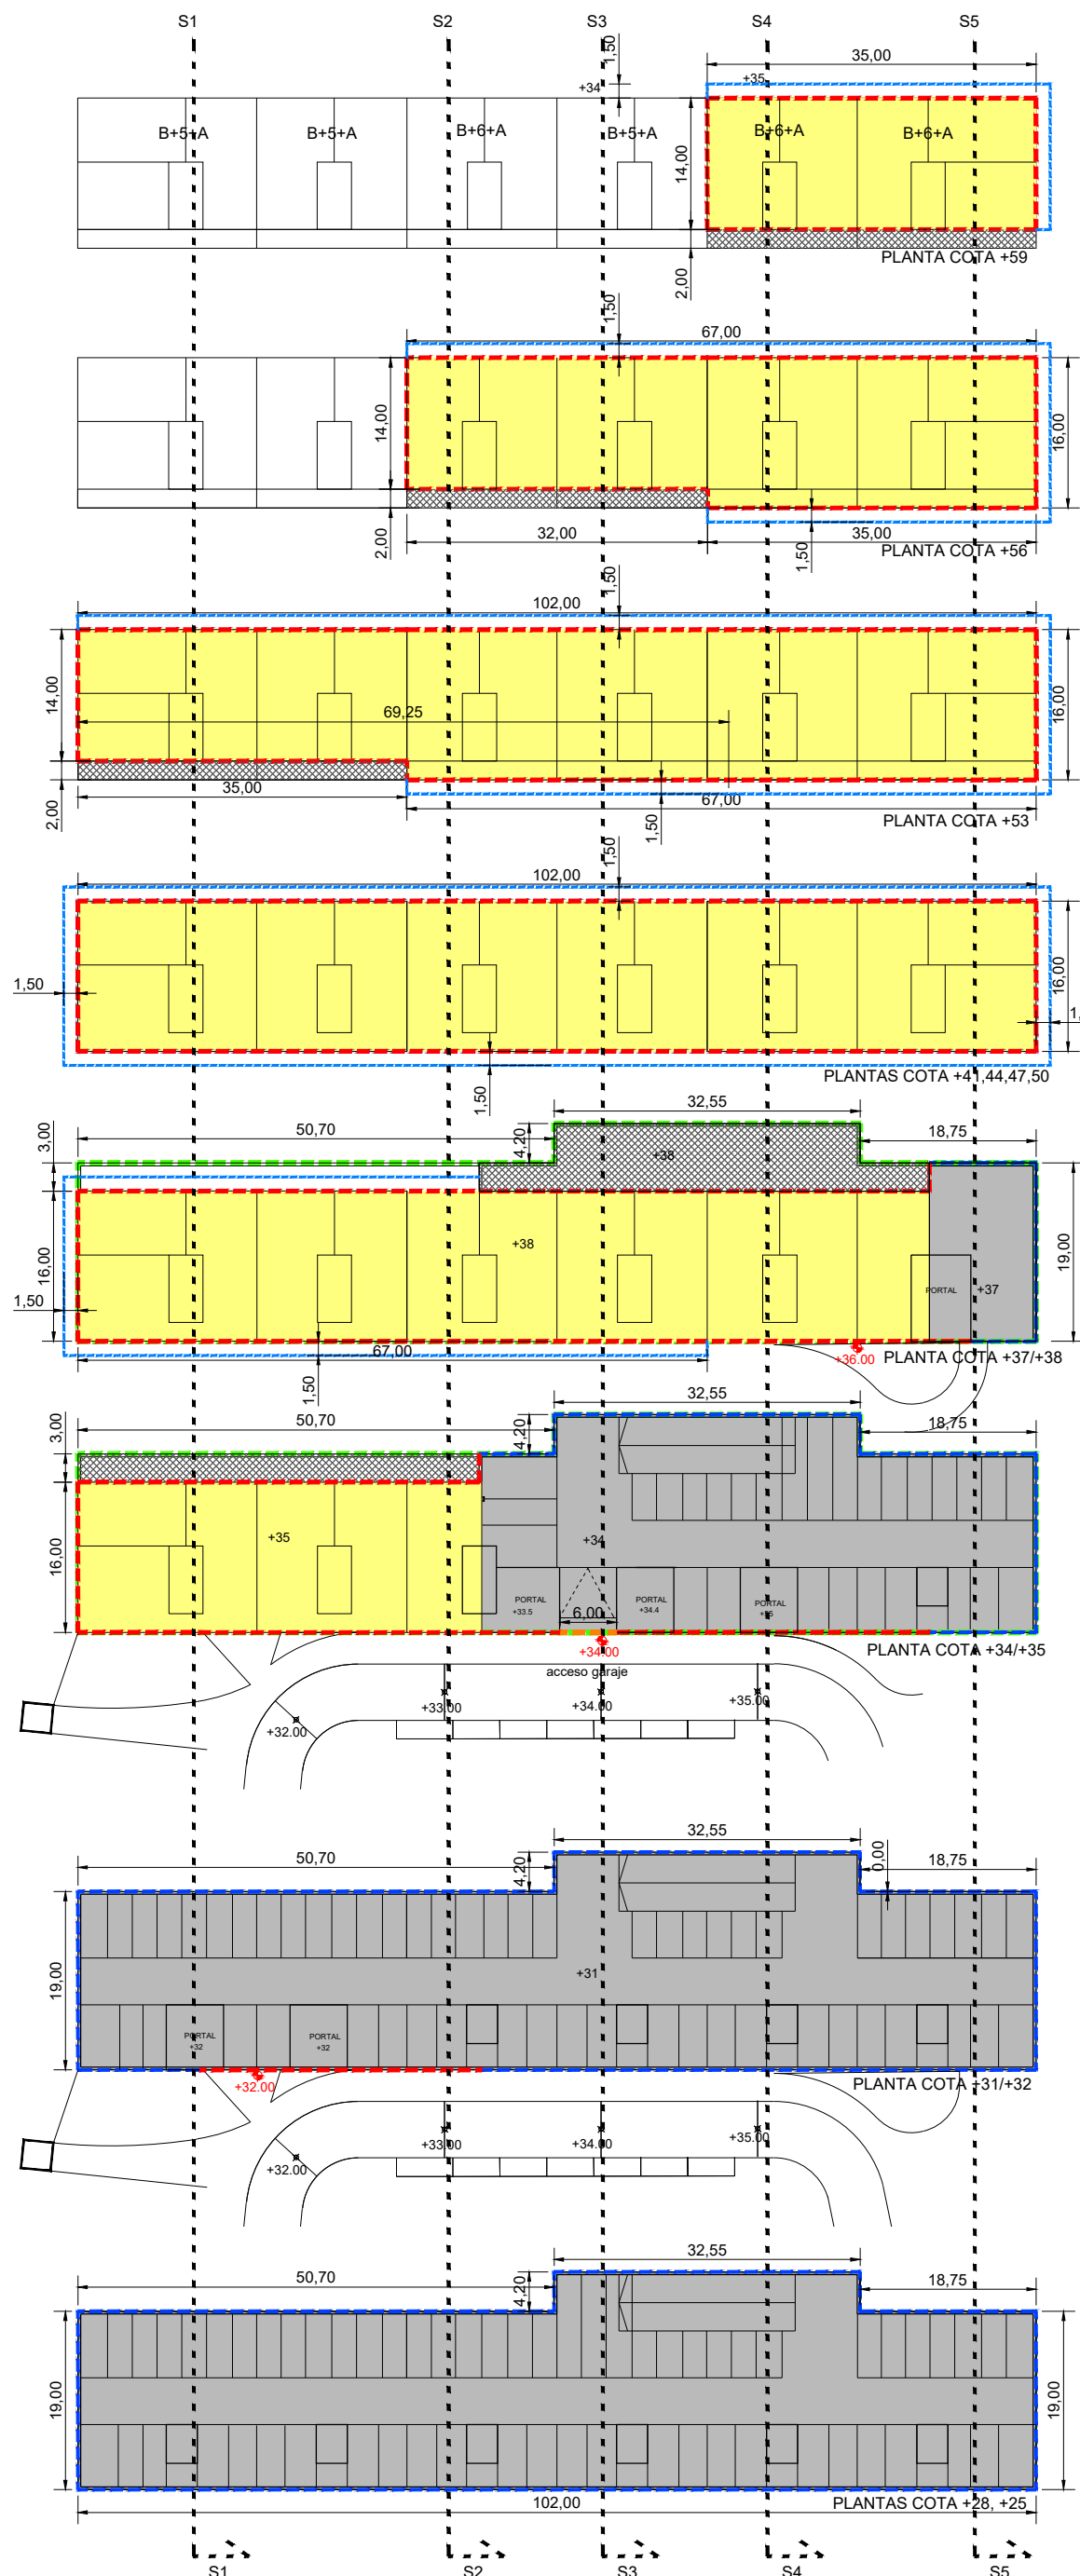 S1 S2 S3 S4 S5
1,50
35,00
+34 +35
B+5+A B+5+A B+6+A B+5+A B+6+A B+6+A
14,00
2,00
PLANTA COTA +59
1,50
67,00
14,00
16,00
2,00
32,00 35,00
1,50
PLANTA COTA +56
1,50
102,00
14,00
16,00
69,25
2,00
35,00 67,00
1,50
PLANTA COTA +53
1,50
102,00
1,50
16,00
1,50
PLANTAS COTA +41,44,47,50
32,55
50,70 4,20 18,75
3,00
+38
+38
16,00
19,00
1,50
PORTAL +37
67,00
1,50
+36.00
PLANTA COTA +37/+38
32,55
50,70 4,20 18,75
3,00
+35 +34
16,00
PORTAL
+33.5
6,00
PORTAL
+34.4
PORTAL
+34.00
acceso garaje
PLANTA COTA +34/+35
+32.00 +33.00 +34.00 +35.00
32,55
50,70 4,20 0,00 18,75
19,00
+31
PORTAL
+32
PORTAL
+32
+32.00
PLANTA COTA +31/+32
+32.00 +33.00 +34.00 +35.00
32,55
50,70 4,20 18,75
19,00 19,00
102,00
PLANTAS COTA +28, +25
S1 S2 S3 S4 S5